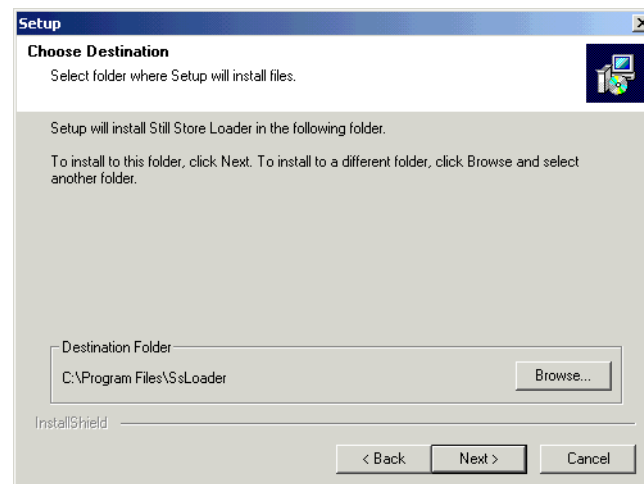 Setup
Choose Destination
Select folder where Setup will install files.
Setup will install Still Store Loader in the following folder.
To install to this folder, click Next. To install to a different folder, click Browse and select
another folder.
Destination Folder
C:\Program Files\SsLoader
Browse...
InstallShield
< Back
Next >
Cancel